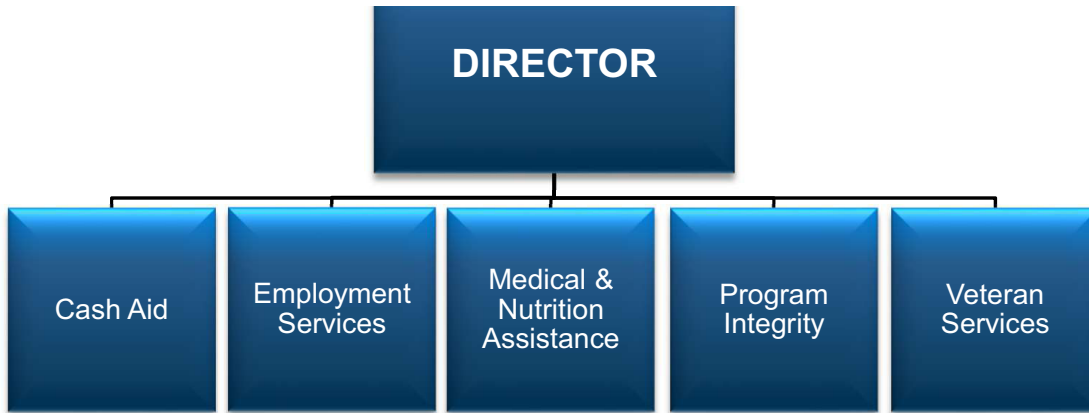 DIRECTOR
Cash Aid
Employment
Services
Medical &
Nutrition
Assistance
Program
Integrity
Veteran
Services